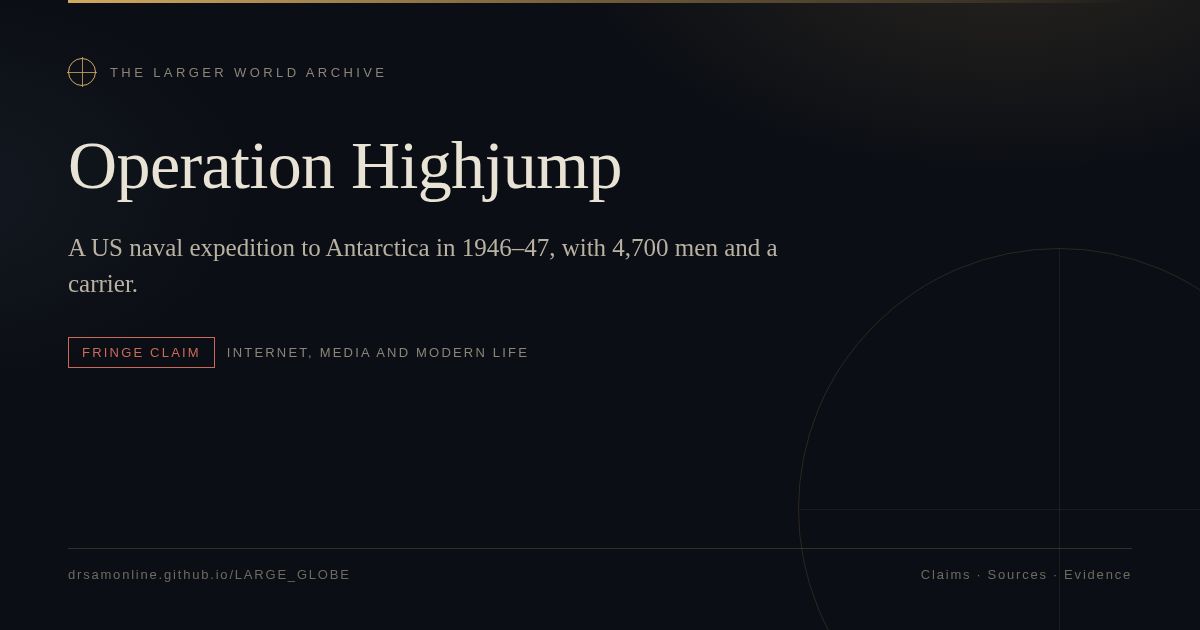 THE LARGER WORLD ARCHIVE
Operation Highjump
A US naval expedition to Antarctica in 1946–47, with 4,700 men and a
carrier.
FRINGE CLAIM INTERNET, MEDIA AND MODERN LIFE
drsamonline.github.io/LARGE_GLOBE Claims · Sources · Evidence